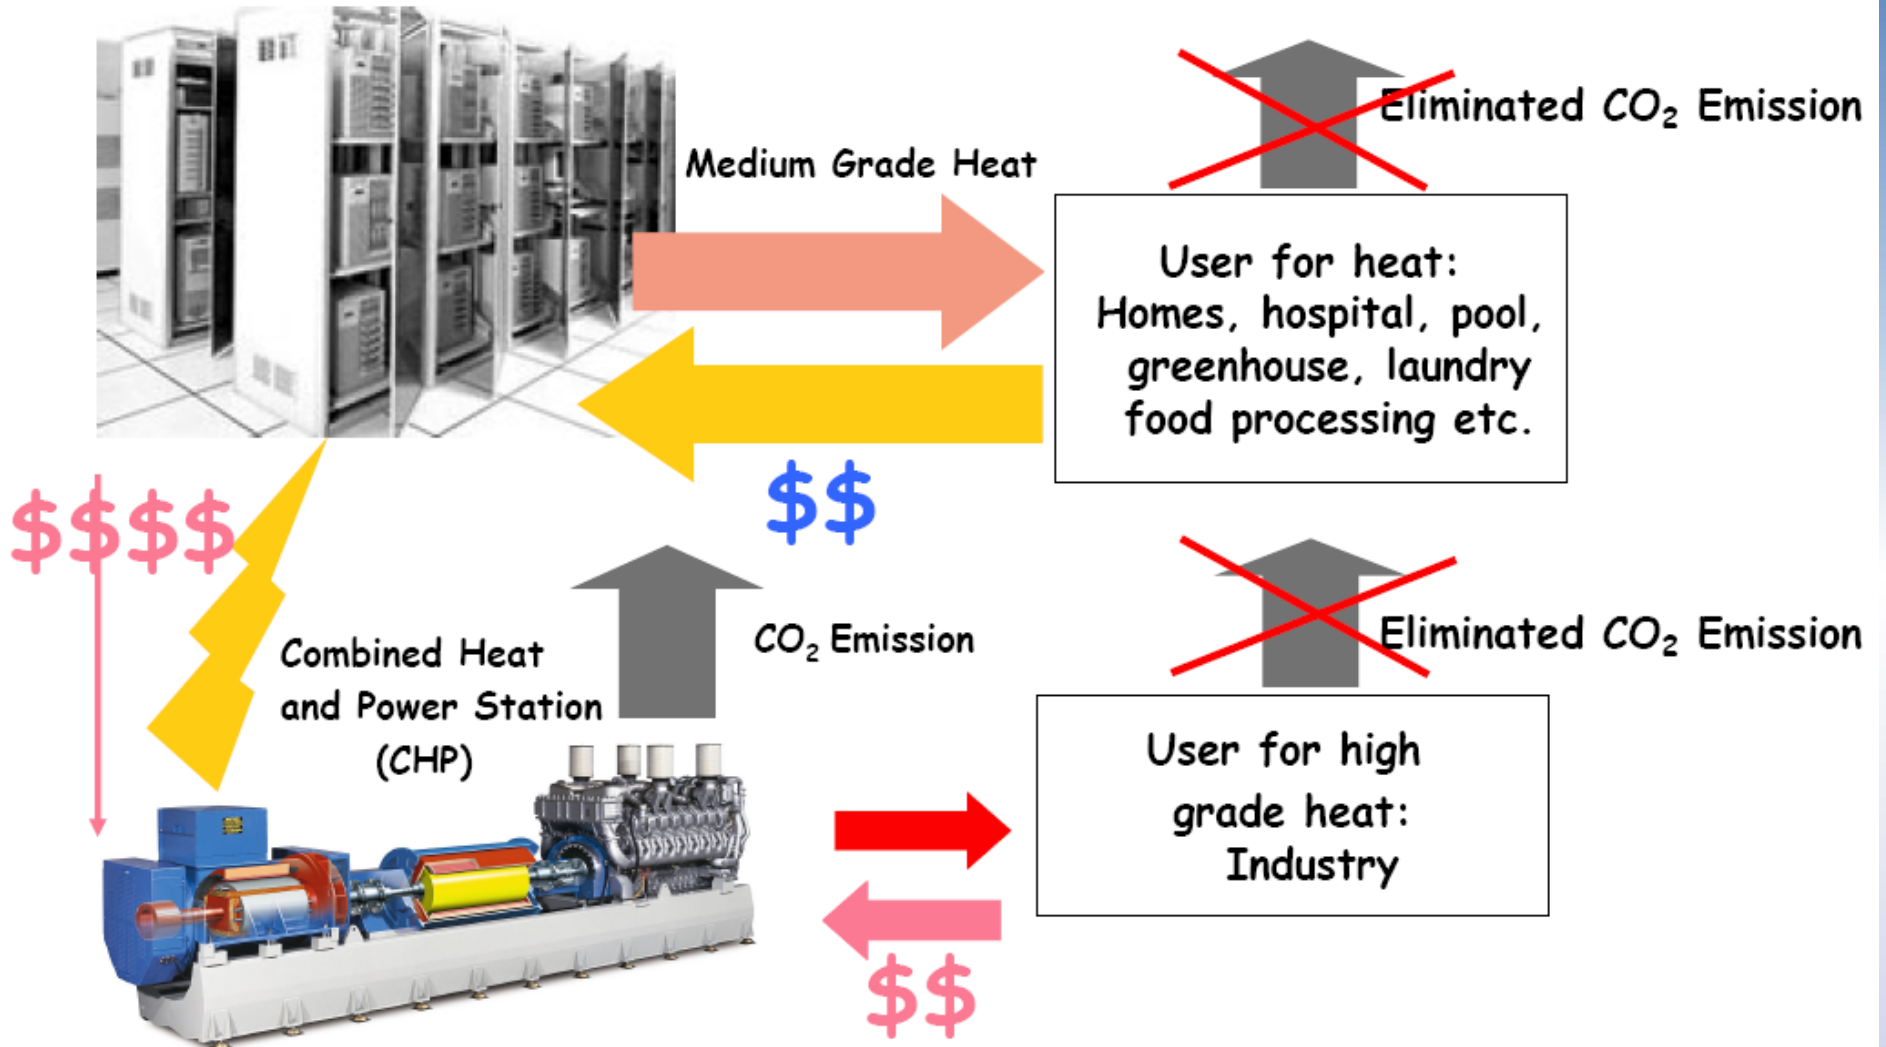 Eliminated CO₂ Emission
Medium Grade Heat
User for heat:
Homes, hospital, pool,
greenhouse, laundry
food processing etc.
$$$$
$$
CO₂ Emission
Combined Heat
and Power Station
(CHP)
Eliminated CO₂ Emission
User for high
grade heat:
Industry
$$